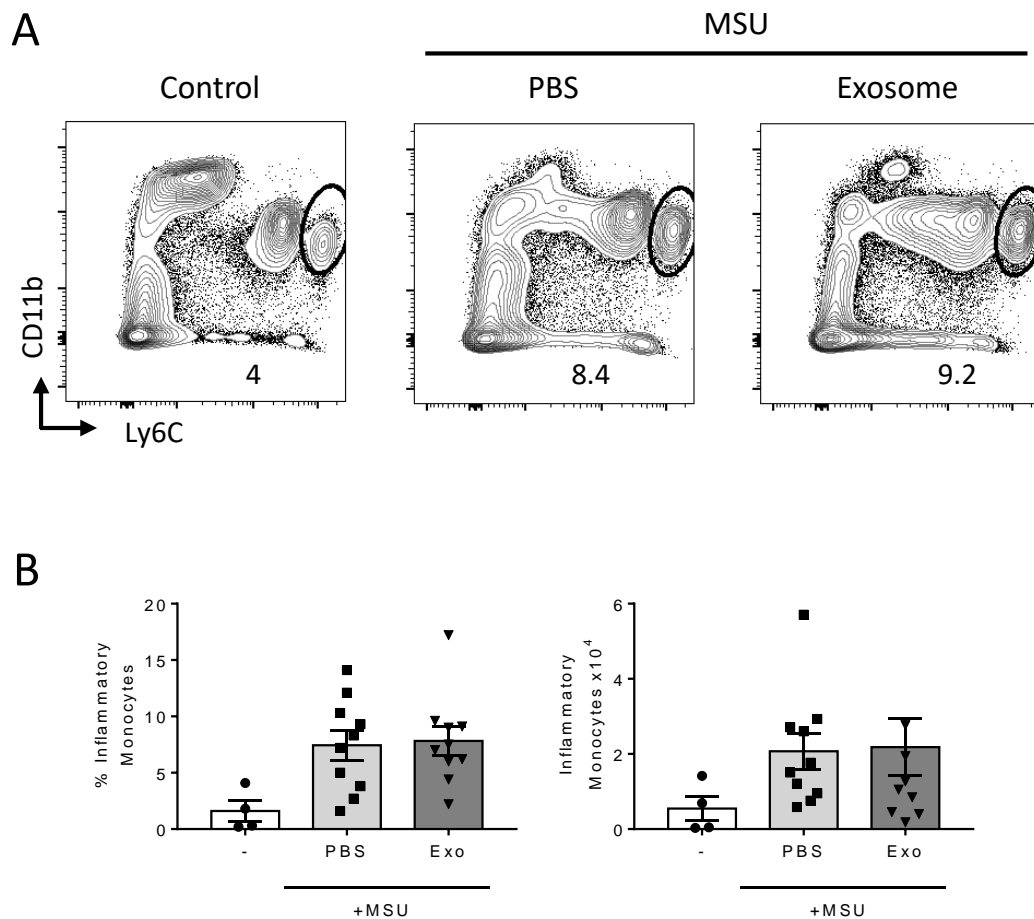 A
MSU
Control
PBS
Exosome
CD11b
4
8.4
9.2
Ly6C
B
% Inflammatory
Monocytes
20
15
10
5
0
-
PBS
Exo
+MSU
Inflammatory
Monocytes x10⁴
6
4
2
0
-
PBS
Exo
+MSU